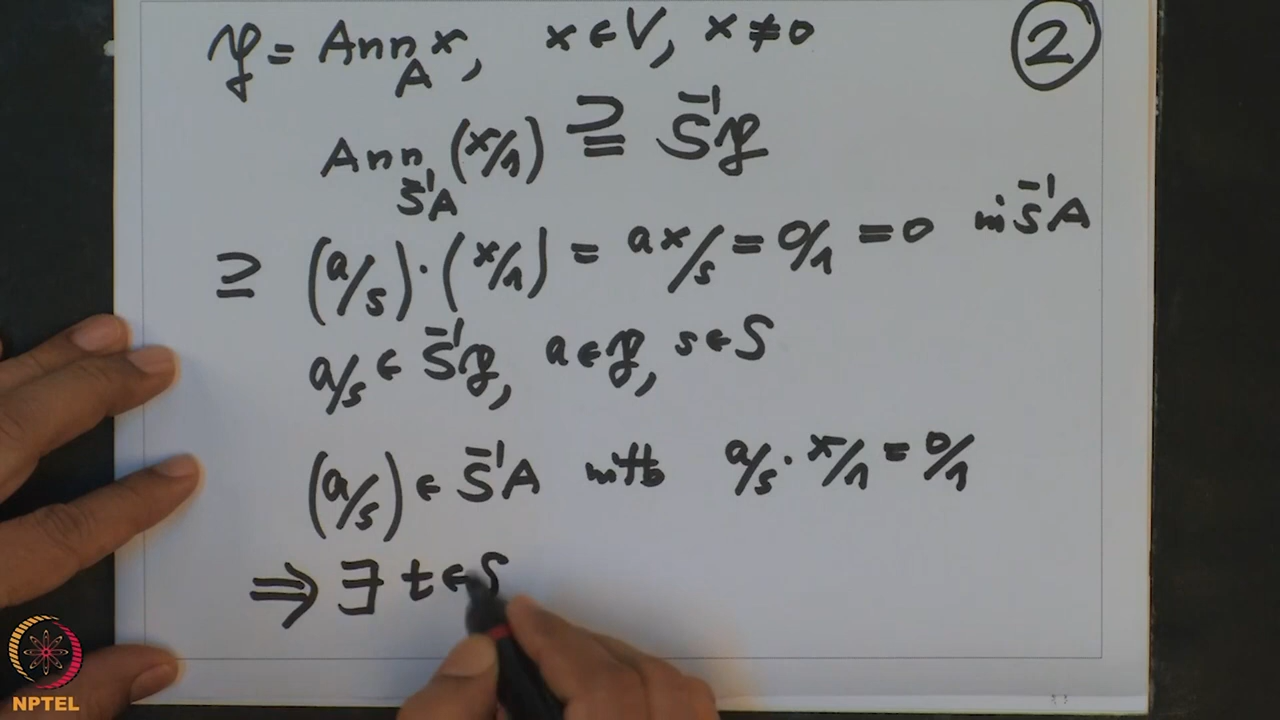 𝔭 = Ann_A x, x ∈ V, x ≠ 0
②
Ann_{S⁻¹A} (x/1) ⊇= S⁻¹𝔭
⊇ (a/s)·(x/1) = ax/s = 0/1 = 0 in S⁻¹A
a/s ∈ S⁻¹𝔭, a ∈ 𝔭, s ∈ S
(a/s) ∈ S⁻¹A with a/s · x/1 = 0/1
⇒ ∃ t ∈ S
NPTEL